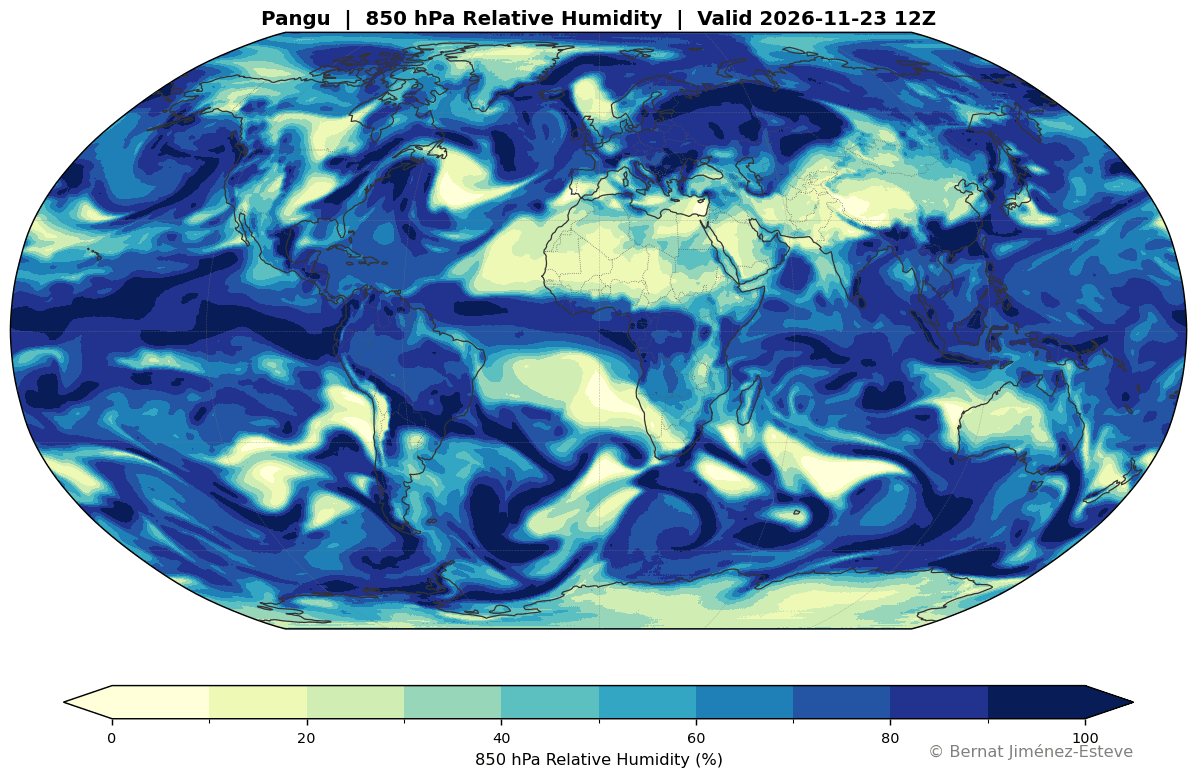 Pangu | 850 hPa Relative Humidity | Valid 2026-11-23 12Z
0 20 40 60 80 100
850 hPa Relative Humidity (%)
© Bernat Jiménez-Esteve